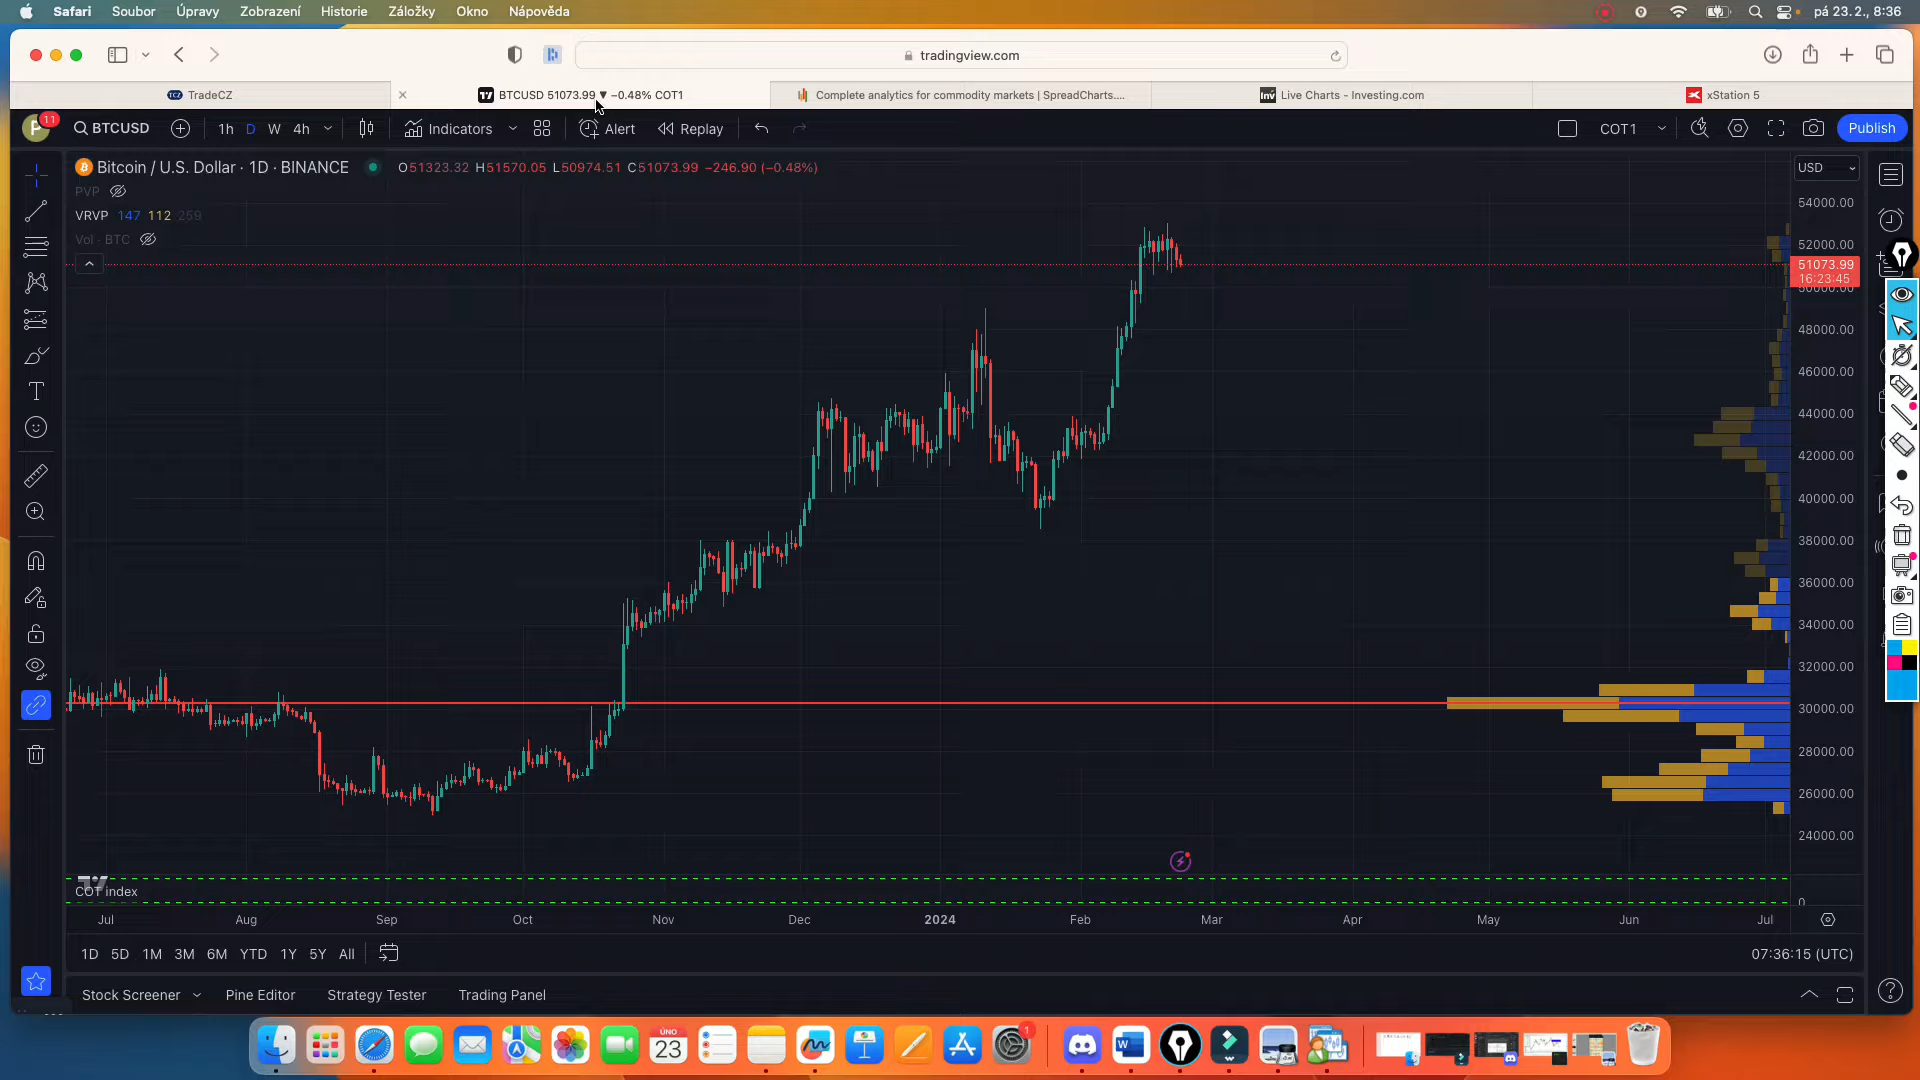 Safari Soubor Úpravy Zobrazení Historie Záložky Okno Nápověda pá 23.2., 8:36
tradingview.com
TCZ TradeCZ
BTCUSD 51073.99 ▼ −0.48% COT1
Complete analytics for commodity markets | SpreadCharts....
Inv Live Charts - Investing.com
xStation 5
P 11 BTCUSD 1h D W 4h Indicators Alert Replay COT1 Publish
Bitcoin / U.S. Dollar · 1D · BINANCE O51323.32 H51570.05 L50974.51 C51073.99 −246.90 (−0.48%) USD
PVP
VRVP 147 112 259
Vol · BTC
54000.00
52000.00
51073.99
16:23:45
50000.00
48000.00
46000.00
44000.00
42000.00
40000.00
38000.00
36000.00
34000.00
32000.00
30000.00
28000.00
26000.00
24000.00
COT index
0
Jul Aug Sep Oct Nov Dec 2024 Feb Mar Apr May Jun Jul
1D 5D 1M 3M 6M YTD 1Y 5Y All 07:36:15 (UTC)
Stock Screener Pine Editor Strategy Tester Trading Panel
ÚNO
23
1